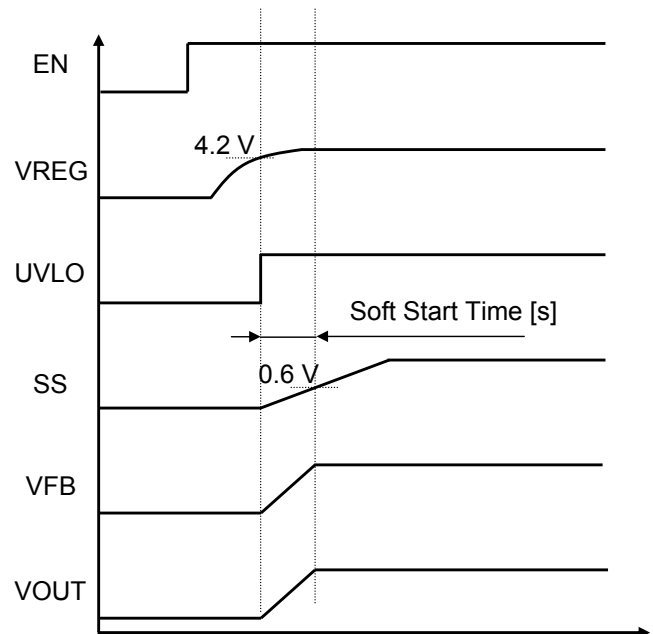 EN
4.2 V
VREG
UVLO
Soft Start Time [s]
0.6 V
SS
VFB
VOUT